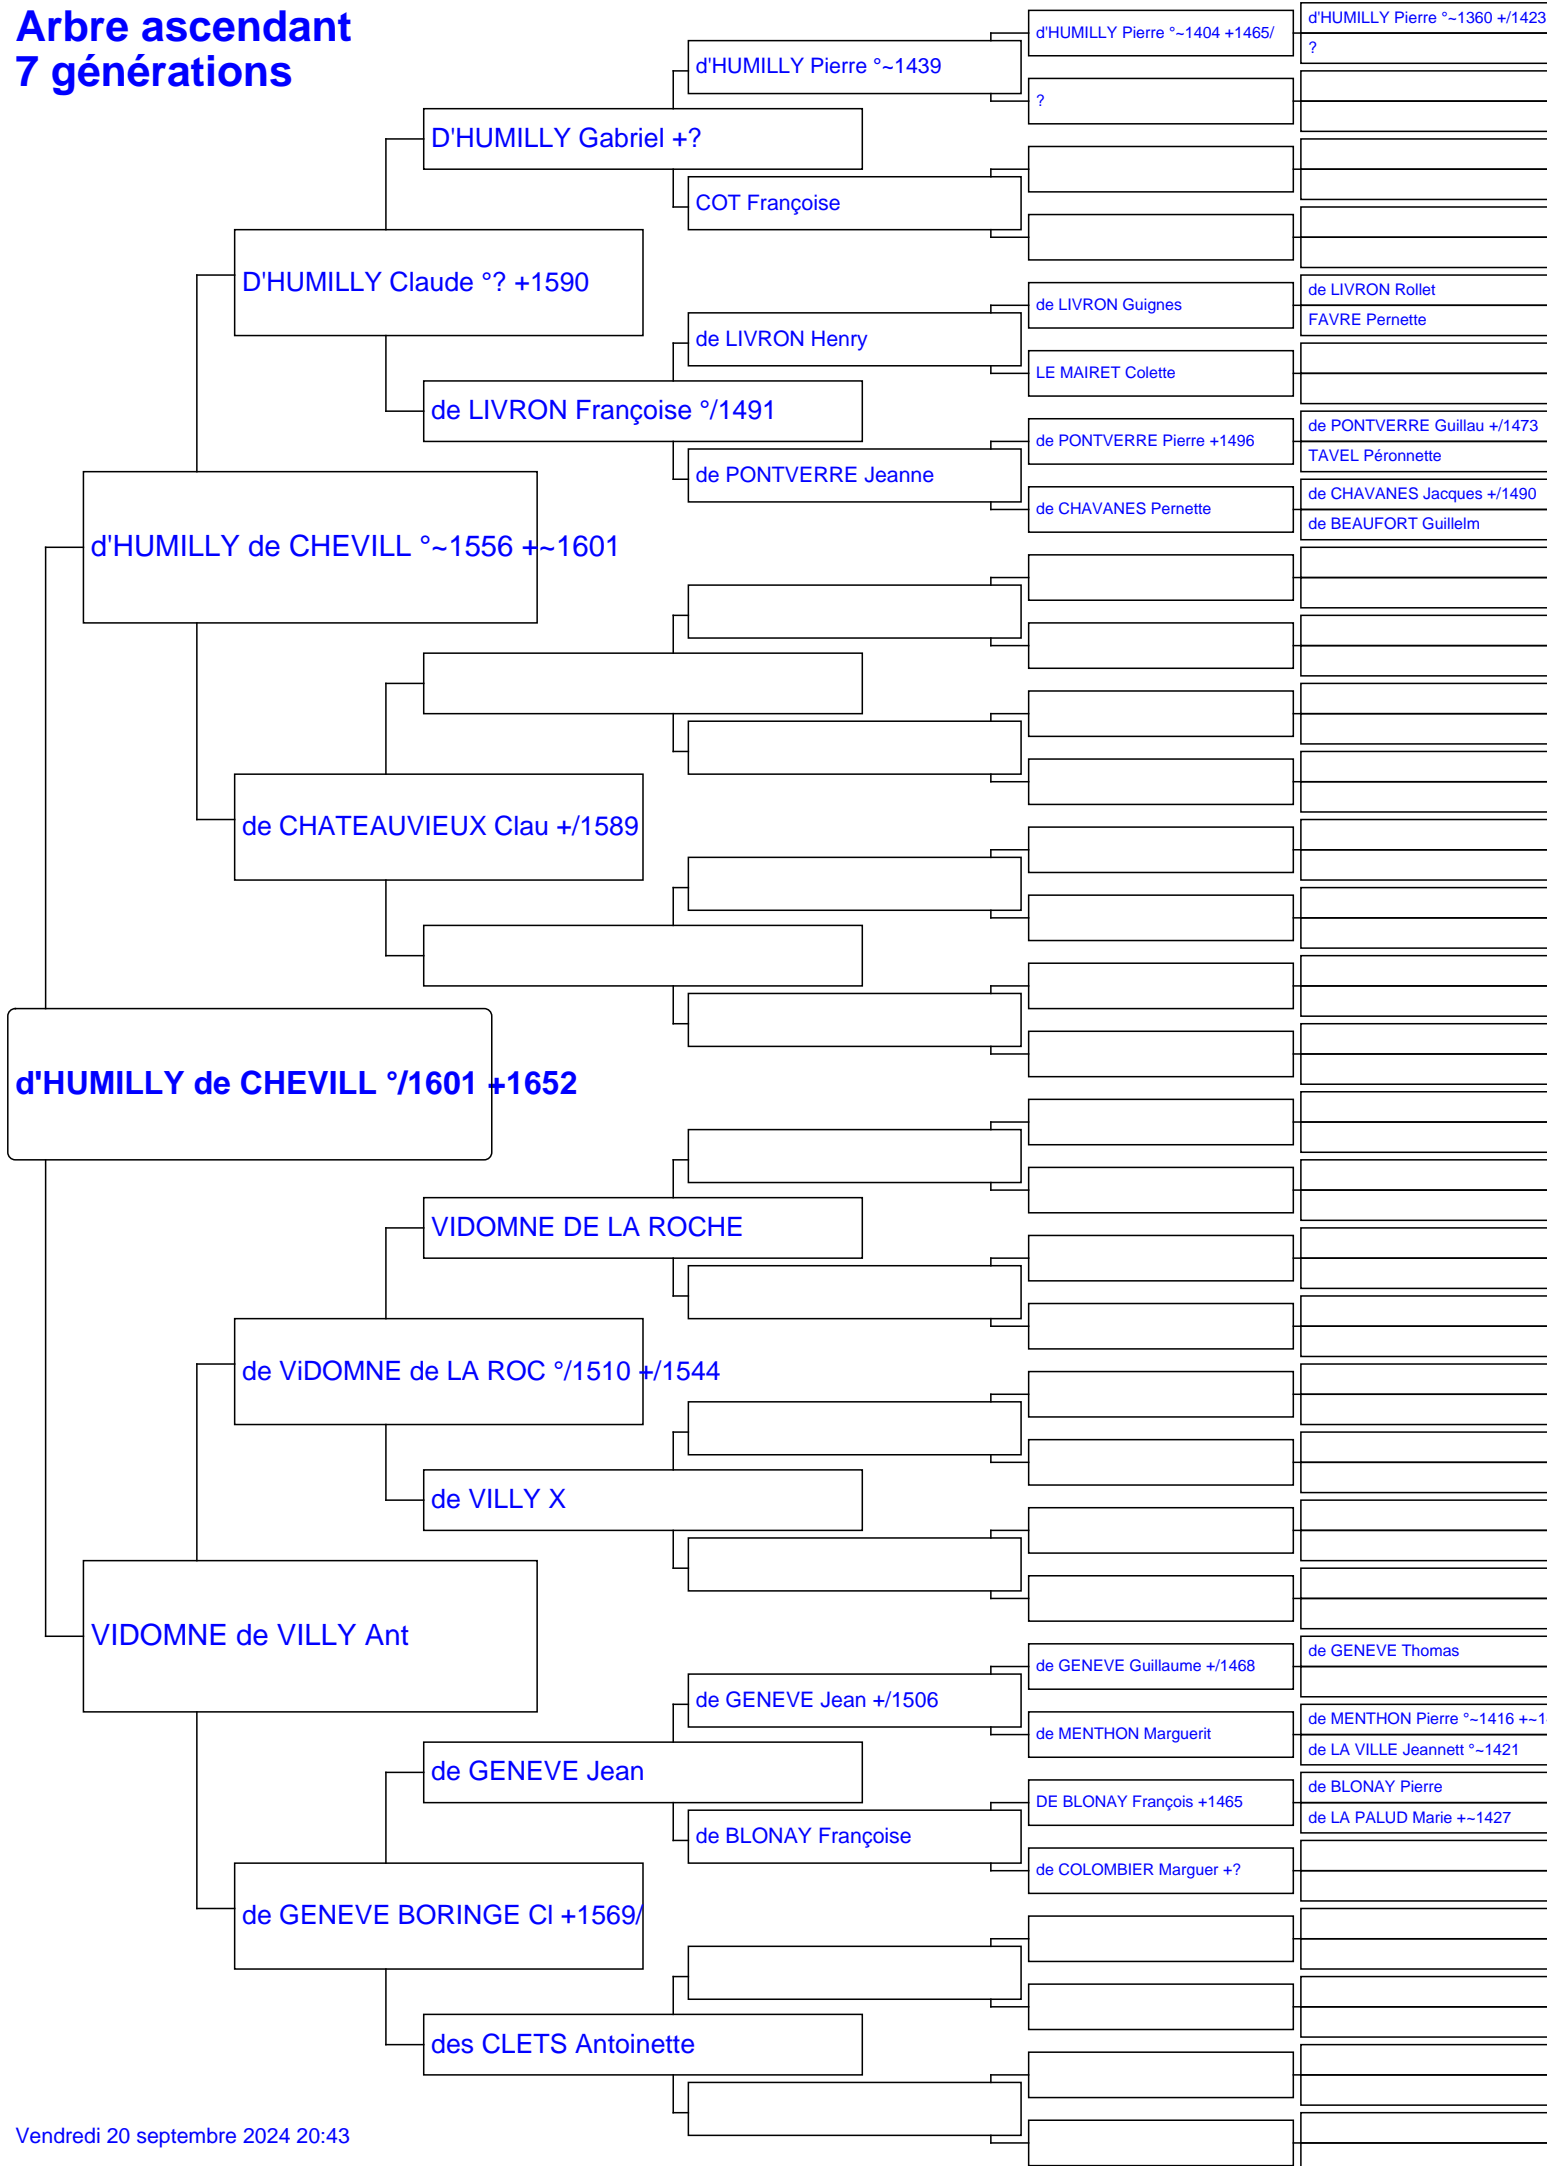 Arbre ascendant
7 générations
d'HUMILLY Pierre °~1360 +/1423
d'HUMILLY Pierre °~1404 +1465/
?
d'HUMILLY Pierre °~1439
?
D'HUMILLY Gabriel +?
COT Françoise
D'HUMILLY Claude °? +1590
de LIVRON Rollet
de LIVRON Guignes
FAVRE Pernette
de LIVRON Henry
LE MAIRET Colette
de LIVRON Françoise °/1491
de PONTVERRE Guillau +/1473
de PONTVERRE Pierre +1496
TAVEL Péronnette
de PONTVERRE Jeanne
de CHAVANES Jacques +/1490
de CHAVANES Pernette
de BEAUFORT Guillelm
d'HUMILLY de CHEVILL °~1556 +~1601
de CHATEAUVIEUX Clau +/1589
d'HUMILLY de CHEVILL °/1601 +1652
VIDOMNE DE LA ROCHE
de ViDOMNE de LA ROC °/1510 +/1544
de VILLY X
VIDOMNE de VILLY Ant
de GENEVE Thomas
de GENEVE Guillaume +/1468
de GENEVE Jean +/1506
de MENTHON Pierre °~1416 +~1
de MENTHON Marguerit
de LA VILLE Jeannett °~1421
de GENEVE Jean
de BLONAY Pierre
DE BLONAY François +1465
de LA PALUD Marie +~1427
de BLONAY Françoise
de COLOMBIER Marguer +?
de GENEVE BORINGE Cl +1569/
des CLETS Antoinette
Vendredi 20 septembre 2024 20:43